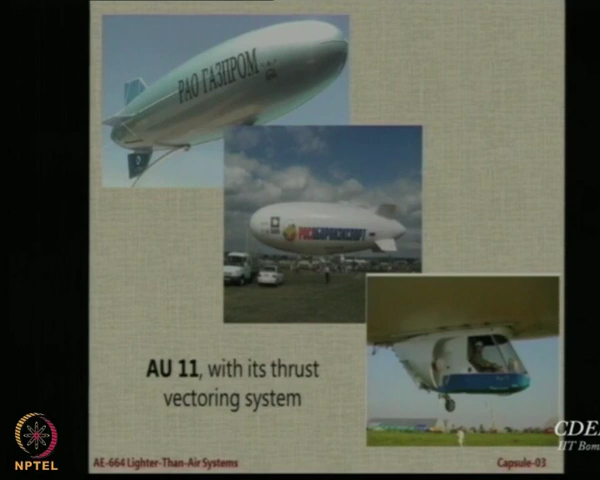 РАО ГАЗПРОМ
AU 11, with its thrust
vectoring system
NPTEL
AE-664 Lighter-Than-Air Systems
Capsule-03
CDE
IIT Bom